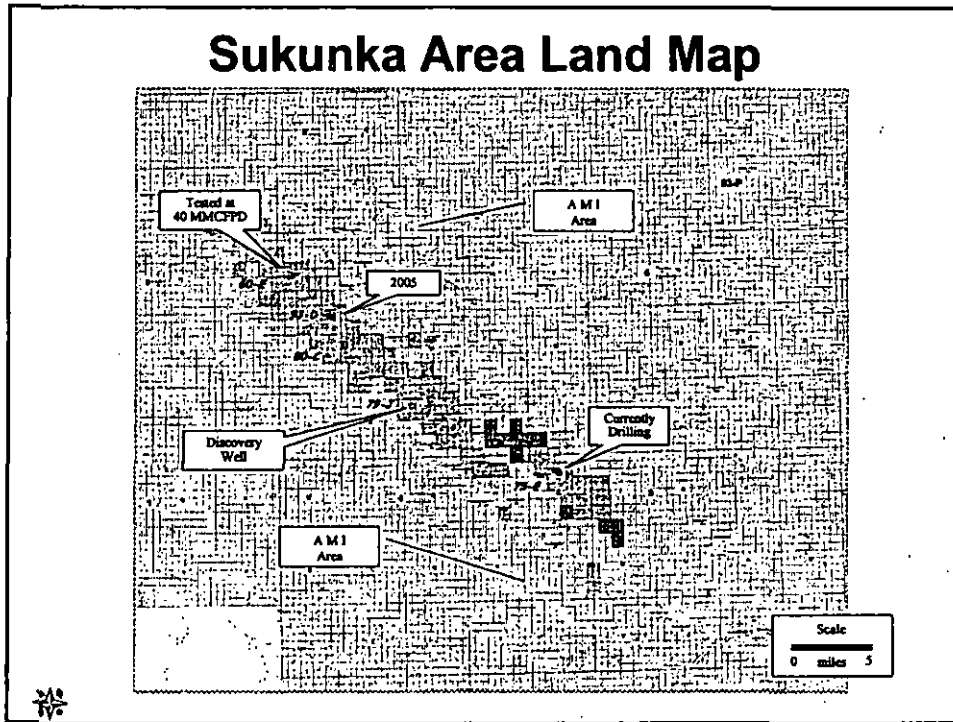 Sukunka Area Land Map
Tested at
40 MMCFPD
A M I
Area
2005
79-J
Discovery
Well
Currently
Drilling
A M I
Area
Scale
0 miles 5